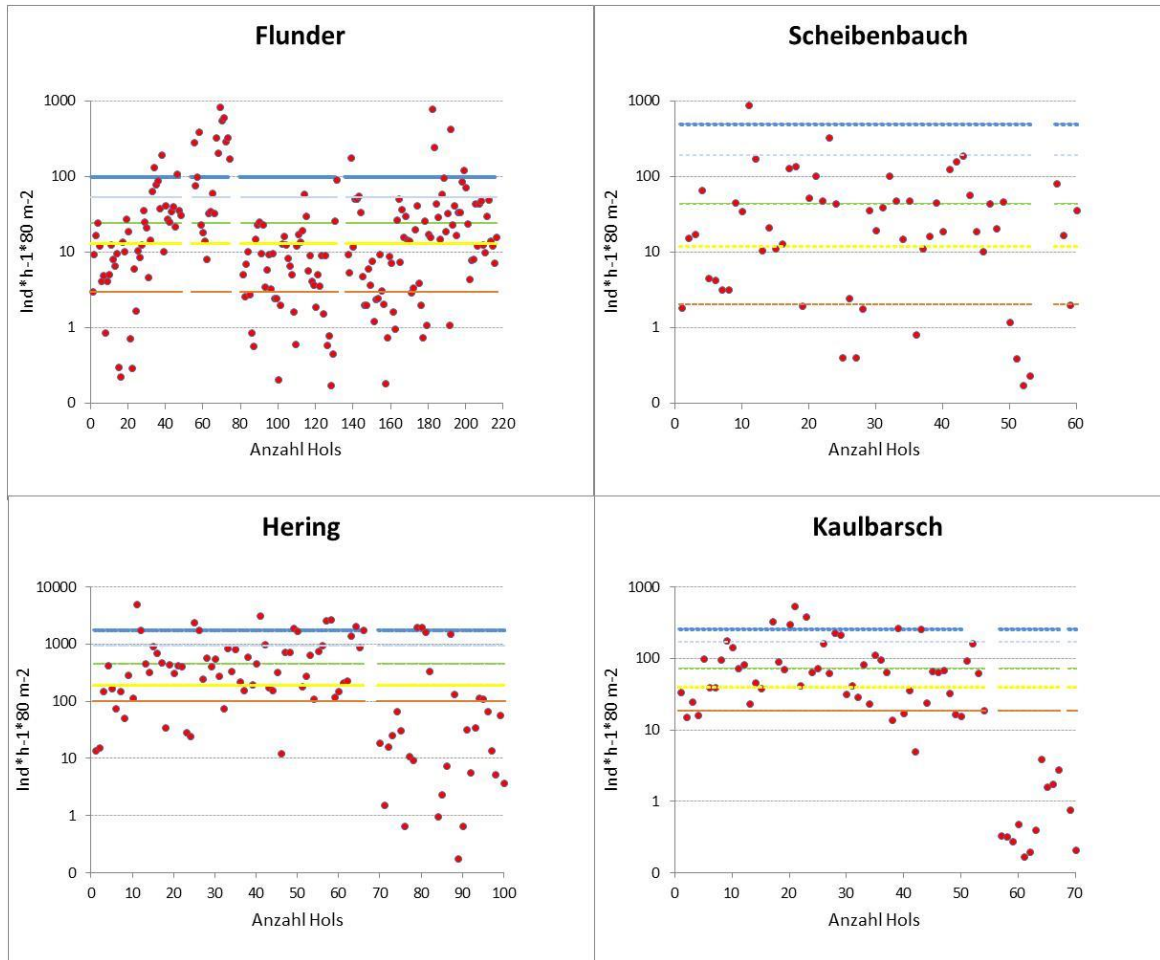 Flunder
1000
100
10
1
0
Ind*h-1*80 m-2
0 20 40 60 80 100 120 140 160 180 200 220
Anzahl Hols
Scheibenbauch
1000
100
10
1
0
Ind*h-1*80 m-2
0 10 20 30 40 50 60
Anzahl Hols
Hering
10000
1000
100
10
1
0
Ind*h-1*80 m-2
0 10 20 30 40 50 60 70 80 90 100
Anzahl Hols
Kaulbarsch
1000
100
10
1
0
Ind*h-1*80 m-2
0 10 20 30 40 50 60 70
Anzahl Hols